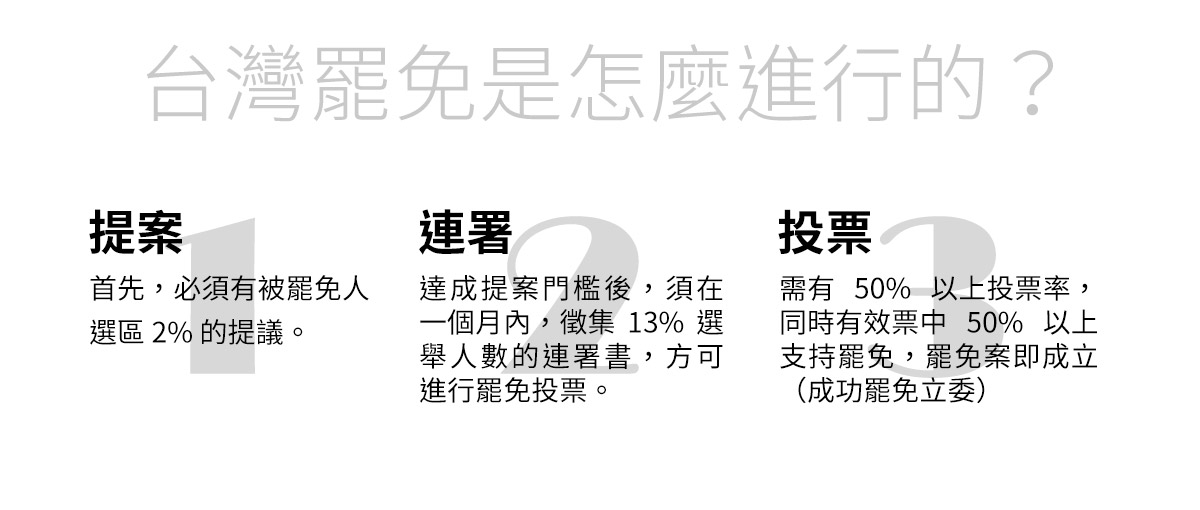 台灣罷免是怎麼進行的？
1
提案
首先，必須有被罷免人
選區 2% 的提議。
2
連署
達成提案門檻後，須在
一個月內，徵集 13% 選
舉人數的連署書，方可
進行罷免投票。
3
投票
需有 50% 以上投票率，
同時有效票中 50% 以上
支持罷免，罷免案即成立
（成功罷免立委）